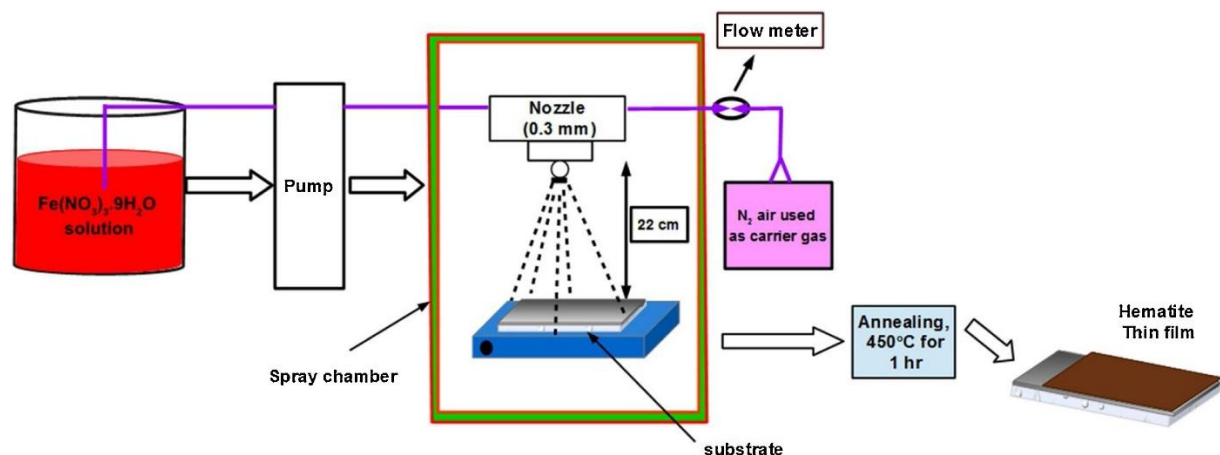 Flow meter
Nozzle
(0.3 mm)
Fe(NO₃)₃.9H₂O
solution
Pump
22 cm
N₂ air used
as carrier gas
Annealing,
450°C for
1 hr
Hematite
Thin film
Spray chamber
substrate